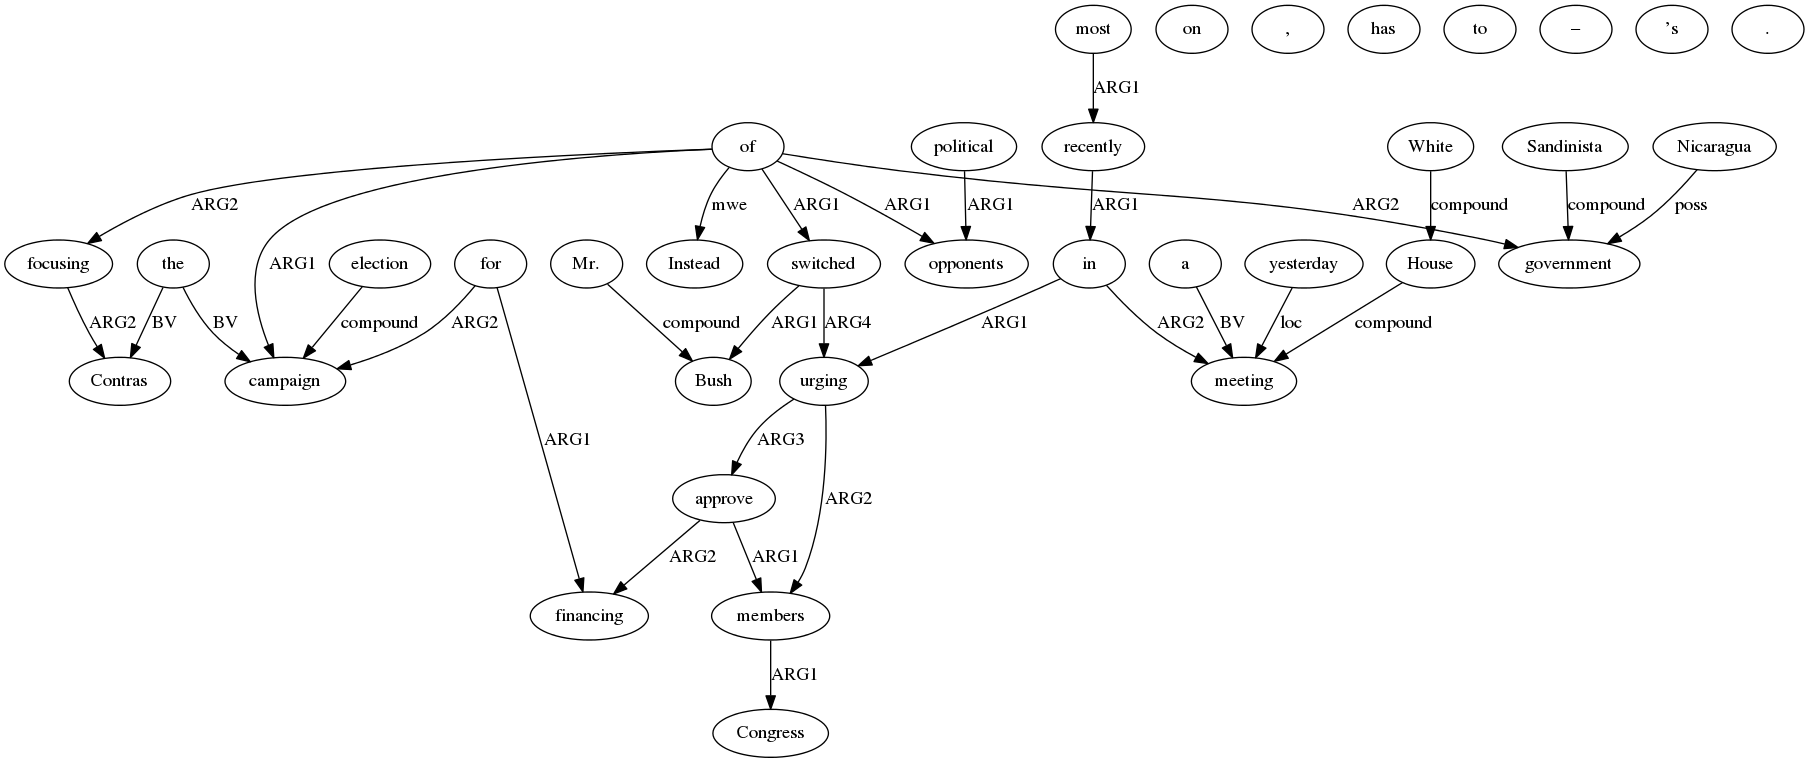 most on , has to – ’s .
ARG1
of political recently White Sandinista Nicaragua
ARG2 mwe ARG1 ARG1 ARG1 ARG1 ARG2 compound compound poss
focusing the ARG1 election for Mr. Instead switched opponents in a yesterday House government
ARG2 BV BV compound ARG2 compound ARG1 ARG4 ARG1 ARG2 BV loc compound
Contras campaign Bush urging meeting
ARG1 ARG3
approve ARG2
ARG2 ARG1
financing members
ARG1
Congress